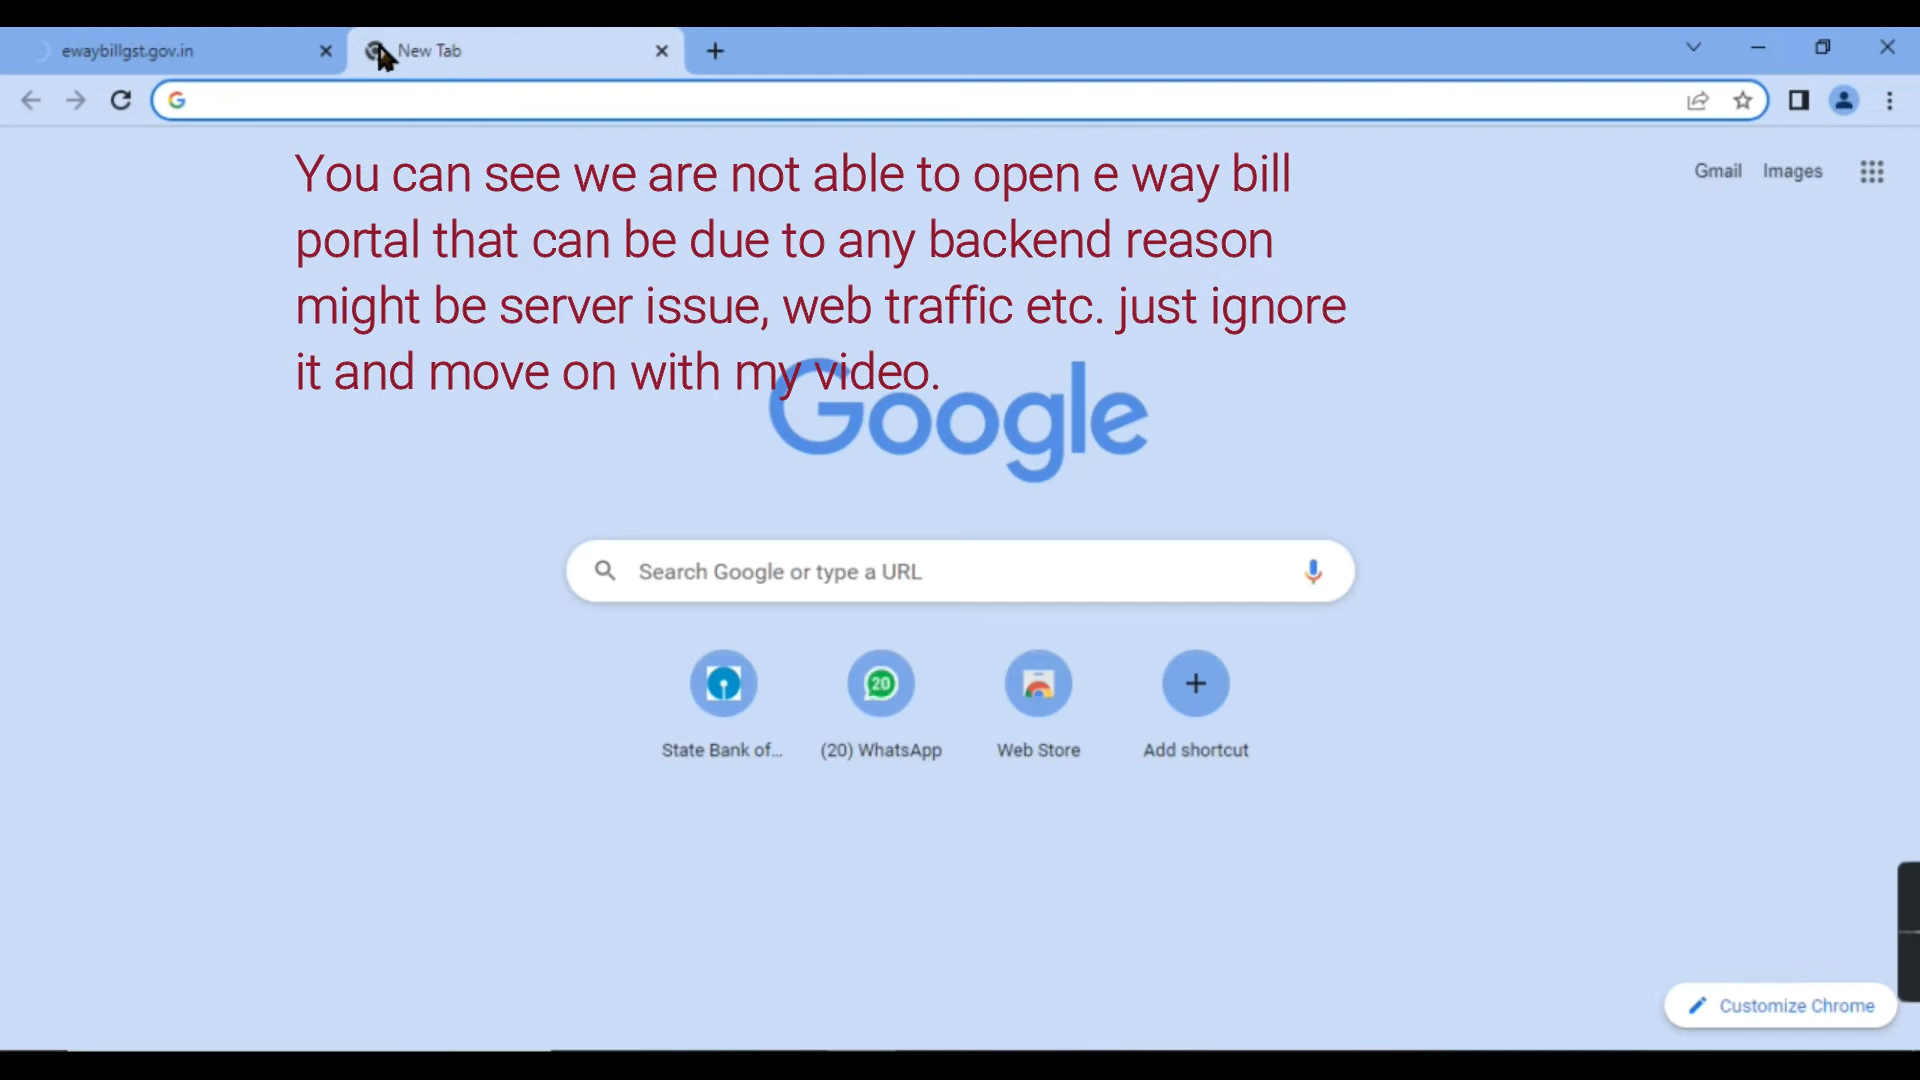 ewaybillgst.gov.in
New Tab
Gmail Images
You can see we are not able to open e way bill
portal that can be due to any backend reason
might be server issue, web traffic etc. just ignore
it and move on with my video.
Google
Search Google or type a URL
20
State Bank of...
(20) WhatsApp
Web Store
Add shortcut
Customize Chrome